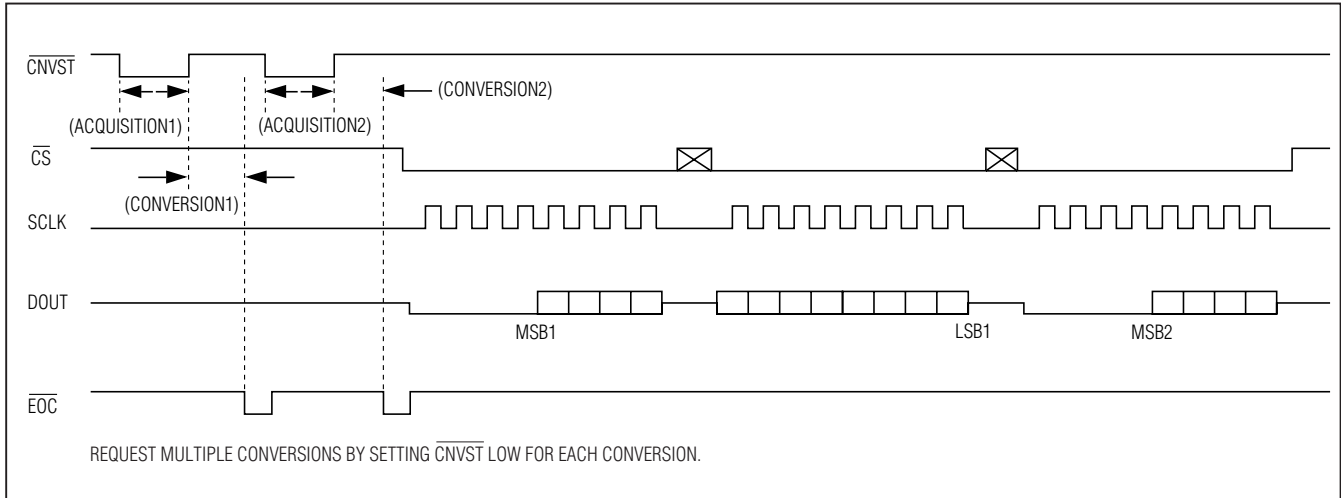 CNVST
(CONVERSION2)
(ACQUISITION1)
(ACQUISITION2)
CS
(CONVERSION1)
SCLK
DOUT
MSB1
LSB1
MSB2
EOC
REQUEST MULTIPLE CONVERSIONS BY SETTING CNVST LOW FOR EACH CONVERSION.